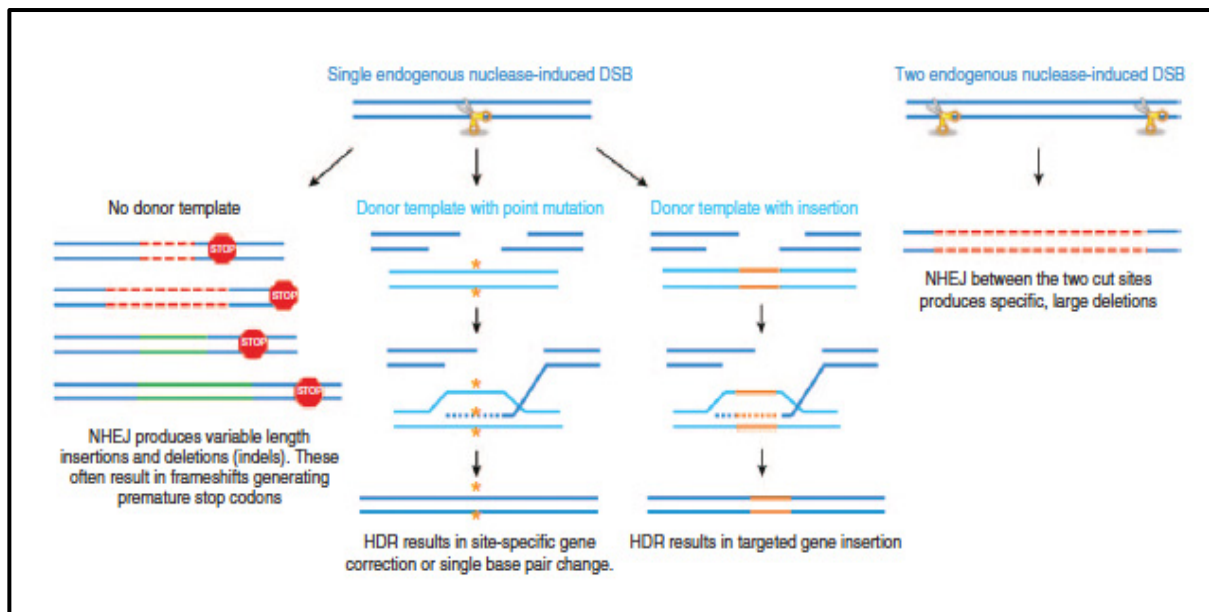 Single endogenous nuclease-induced DSB
Two endogenous nuclease-induced DSB
No donor template
STOP
STOP
STOP
STOP
NHEJ produces variable length
insertions and deletions (indels). These
often result in frameshifts generating
premature stop codons
Donor template with point mutation
*
*
*
*
*
*
*
HDR results in site-specific gene
correction or single base pair change.
Donor template with insertion
HDR results in targeted gene insertion
NHEJ between the two cut sites
produces specific, large deletions